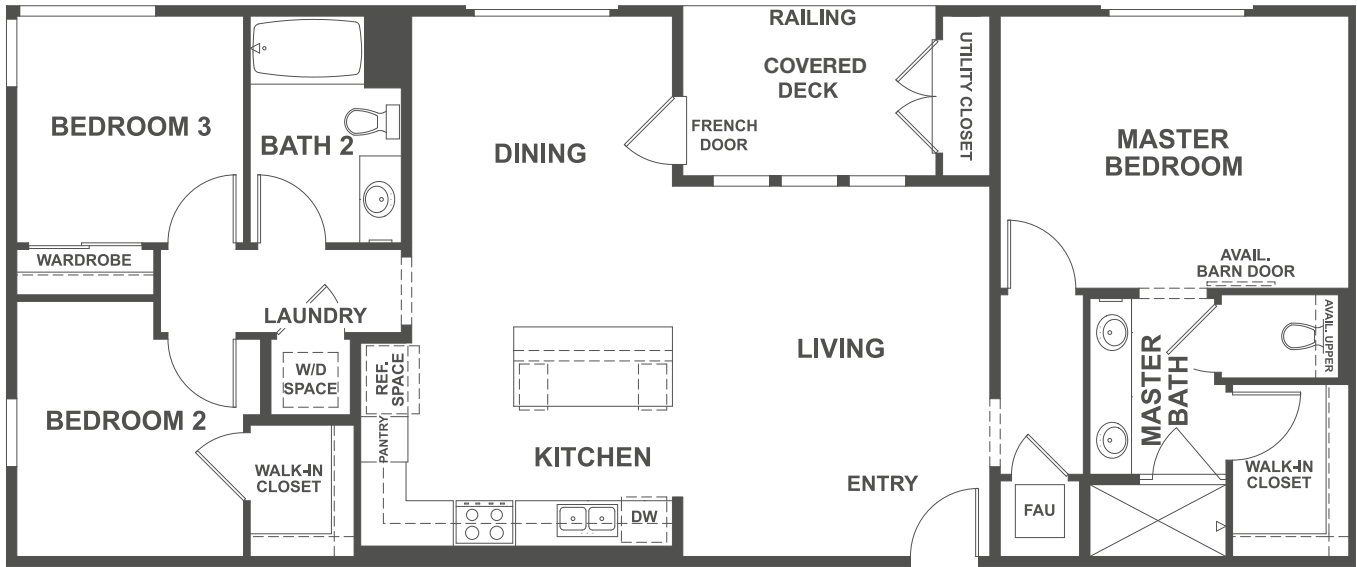 RAILING
COVERED
DECK
UTILITY CLOSET
BEDROOM 3
BATH 2
DINING
FRENCH
DOOR
MASTER
BEDROOM
WARDROBE
AVAIL.
BARN DOOR
LAUNDRY
AVAIL. UPPER
W/D
SPACE
REF.
SPACE
LIVING
MASTER
BATH
BEDROOM 2
PANTRY
KITCHEN
WALK-IN
CLOSET
ENTRY
WALK-IN
CLOSET
DW
FAU